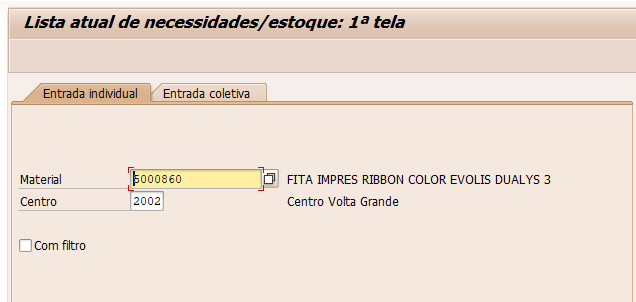 Lista atual de necessidades/estoque: 1ª tela
Entrada individual Entrada coletiva
Material 6000860 FITA IMPRES RIBBON COLOR EVOLIS DUALYS 3
Centro 2002 Centro Volta Grande
Com filtro